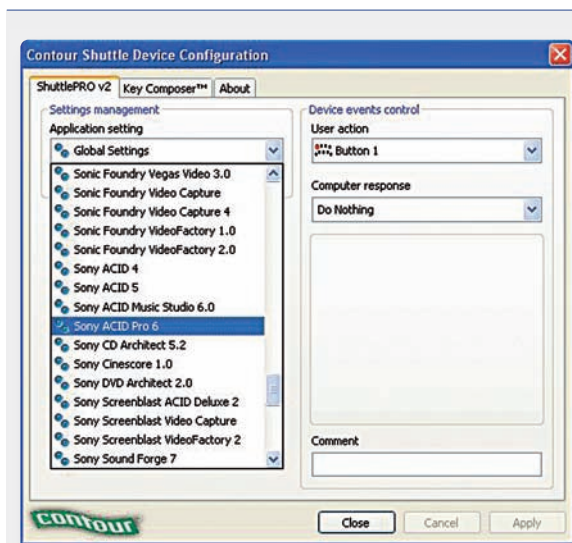 Contour Shuttle Device Configuration
ShuttlePRO v2
Key Composer™
About
Settings management
Application setting
Global Settings
Sonic Foundry Vegas Video 3.0
Sonic Foundry Video Capture
Sonic Foundry Video Capture 4
Sonic Foundry VideoFactory 1.0
Sonic Foundry VideoFactory 2.0
Sony ACID 4
Sony ACID 5
Sony ACID Music Studio 6.0
Sony ACID Pro 6
Sony CD Architect 5.2
Sony Cinescore 1.0
Sony DVD Architect 2.0
Sony Screenblast ACID Deluxe 2
Sony Screenblast Video Capture
Sony Screenblast VideoFactory 2
Sony Sound Forge 7
Device events control
User action
Button 1
Computer response
Do Nothing
Comment
contour
Close
Cancel
Apply